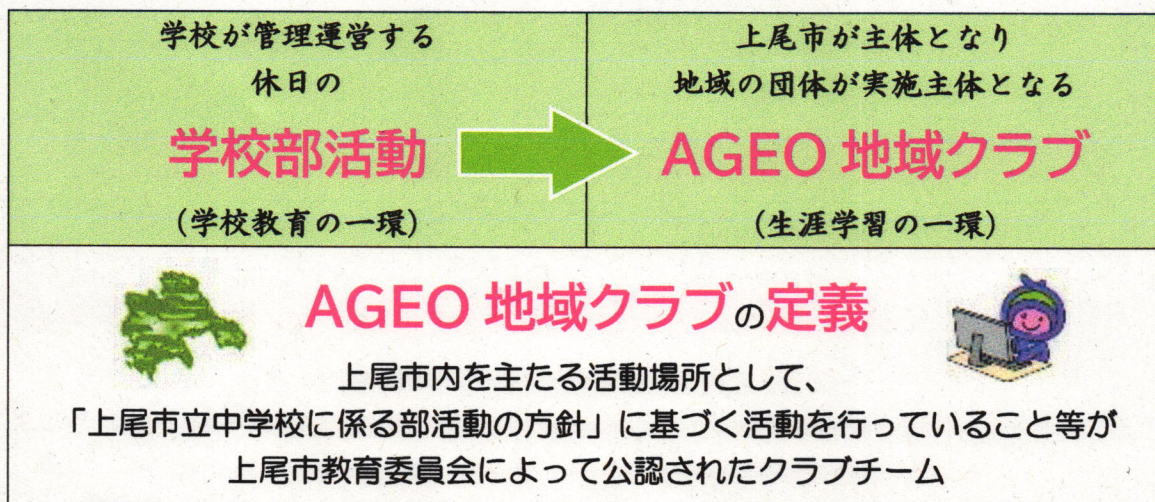 学校が管理運営する
休日の
学校部活動
(学校教育の一環)
上尾市が主体となり
地域の団体が実施主体となる
AGEO 地域クラブ
(生涯学習の一環)
AGEO 地域クラブの定義
上尾市内を主たる活動場所として、
「上尾市立中学校に係る部活動の方針」に基づく活動を行っていること等が
上尾市教育委員会によって公認されたクラブチーム